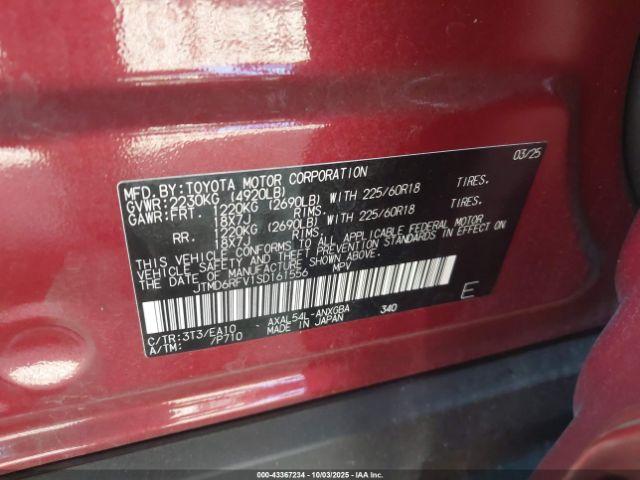 MFD.BY:TOYOTA MOTOR CORPORATION 03/25
GVWR:2230KG (4920LB)
GAWR:FRT. 1220KG (2690LB) WITH 225/60R18 TIRES.
18X7J RIMS.
RR. 1220KG (2690LB) WITH 225/60R18 TIRES.
18X7J RIMS.
THIS VEHICLE CONFORMS TO ALL APPLICABLE FEDERAL MOTOR
VEHICLE SAFETY AND THEFT PREVENTION STANDARDS IN EFFECT ON
THE DATE OF MANUFACTURE SHOWN ABOVE.
JTMD6RFV1SD161556 MPV
E
C/TR:3T3/EA10 AXAL54L-ANXGBA 340
A/TM: 7P710 MADE IN JAPAN
000-43367234 - 10/03/2025 - IAAI, Inc.